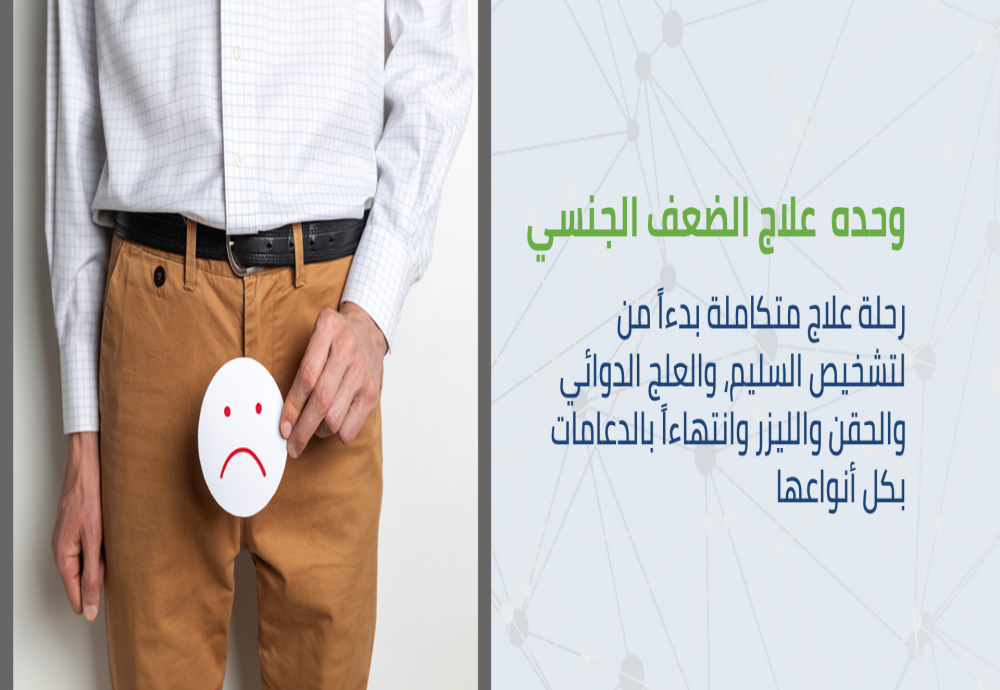 وحده علاج الضعف الجنسي
رحلة علاج متكاملة بدءاً من
لتشخيص السليم, والعلج الدوائي
والحقن والليزر وانتهاءاً بالدعامات
بكل أنواعها